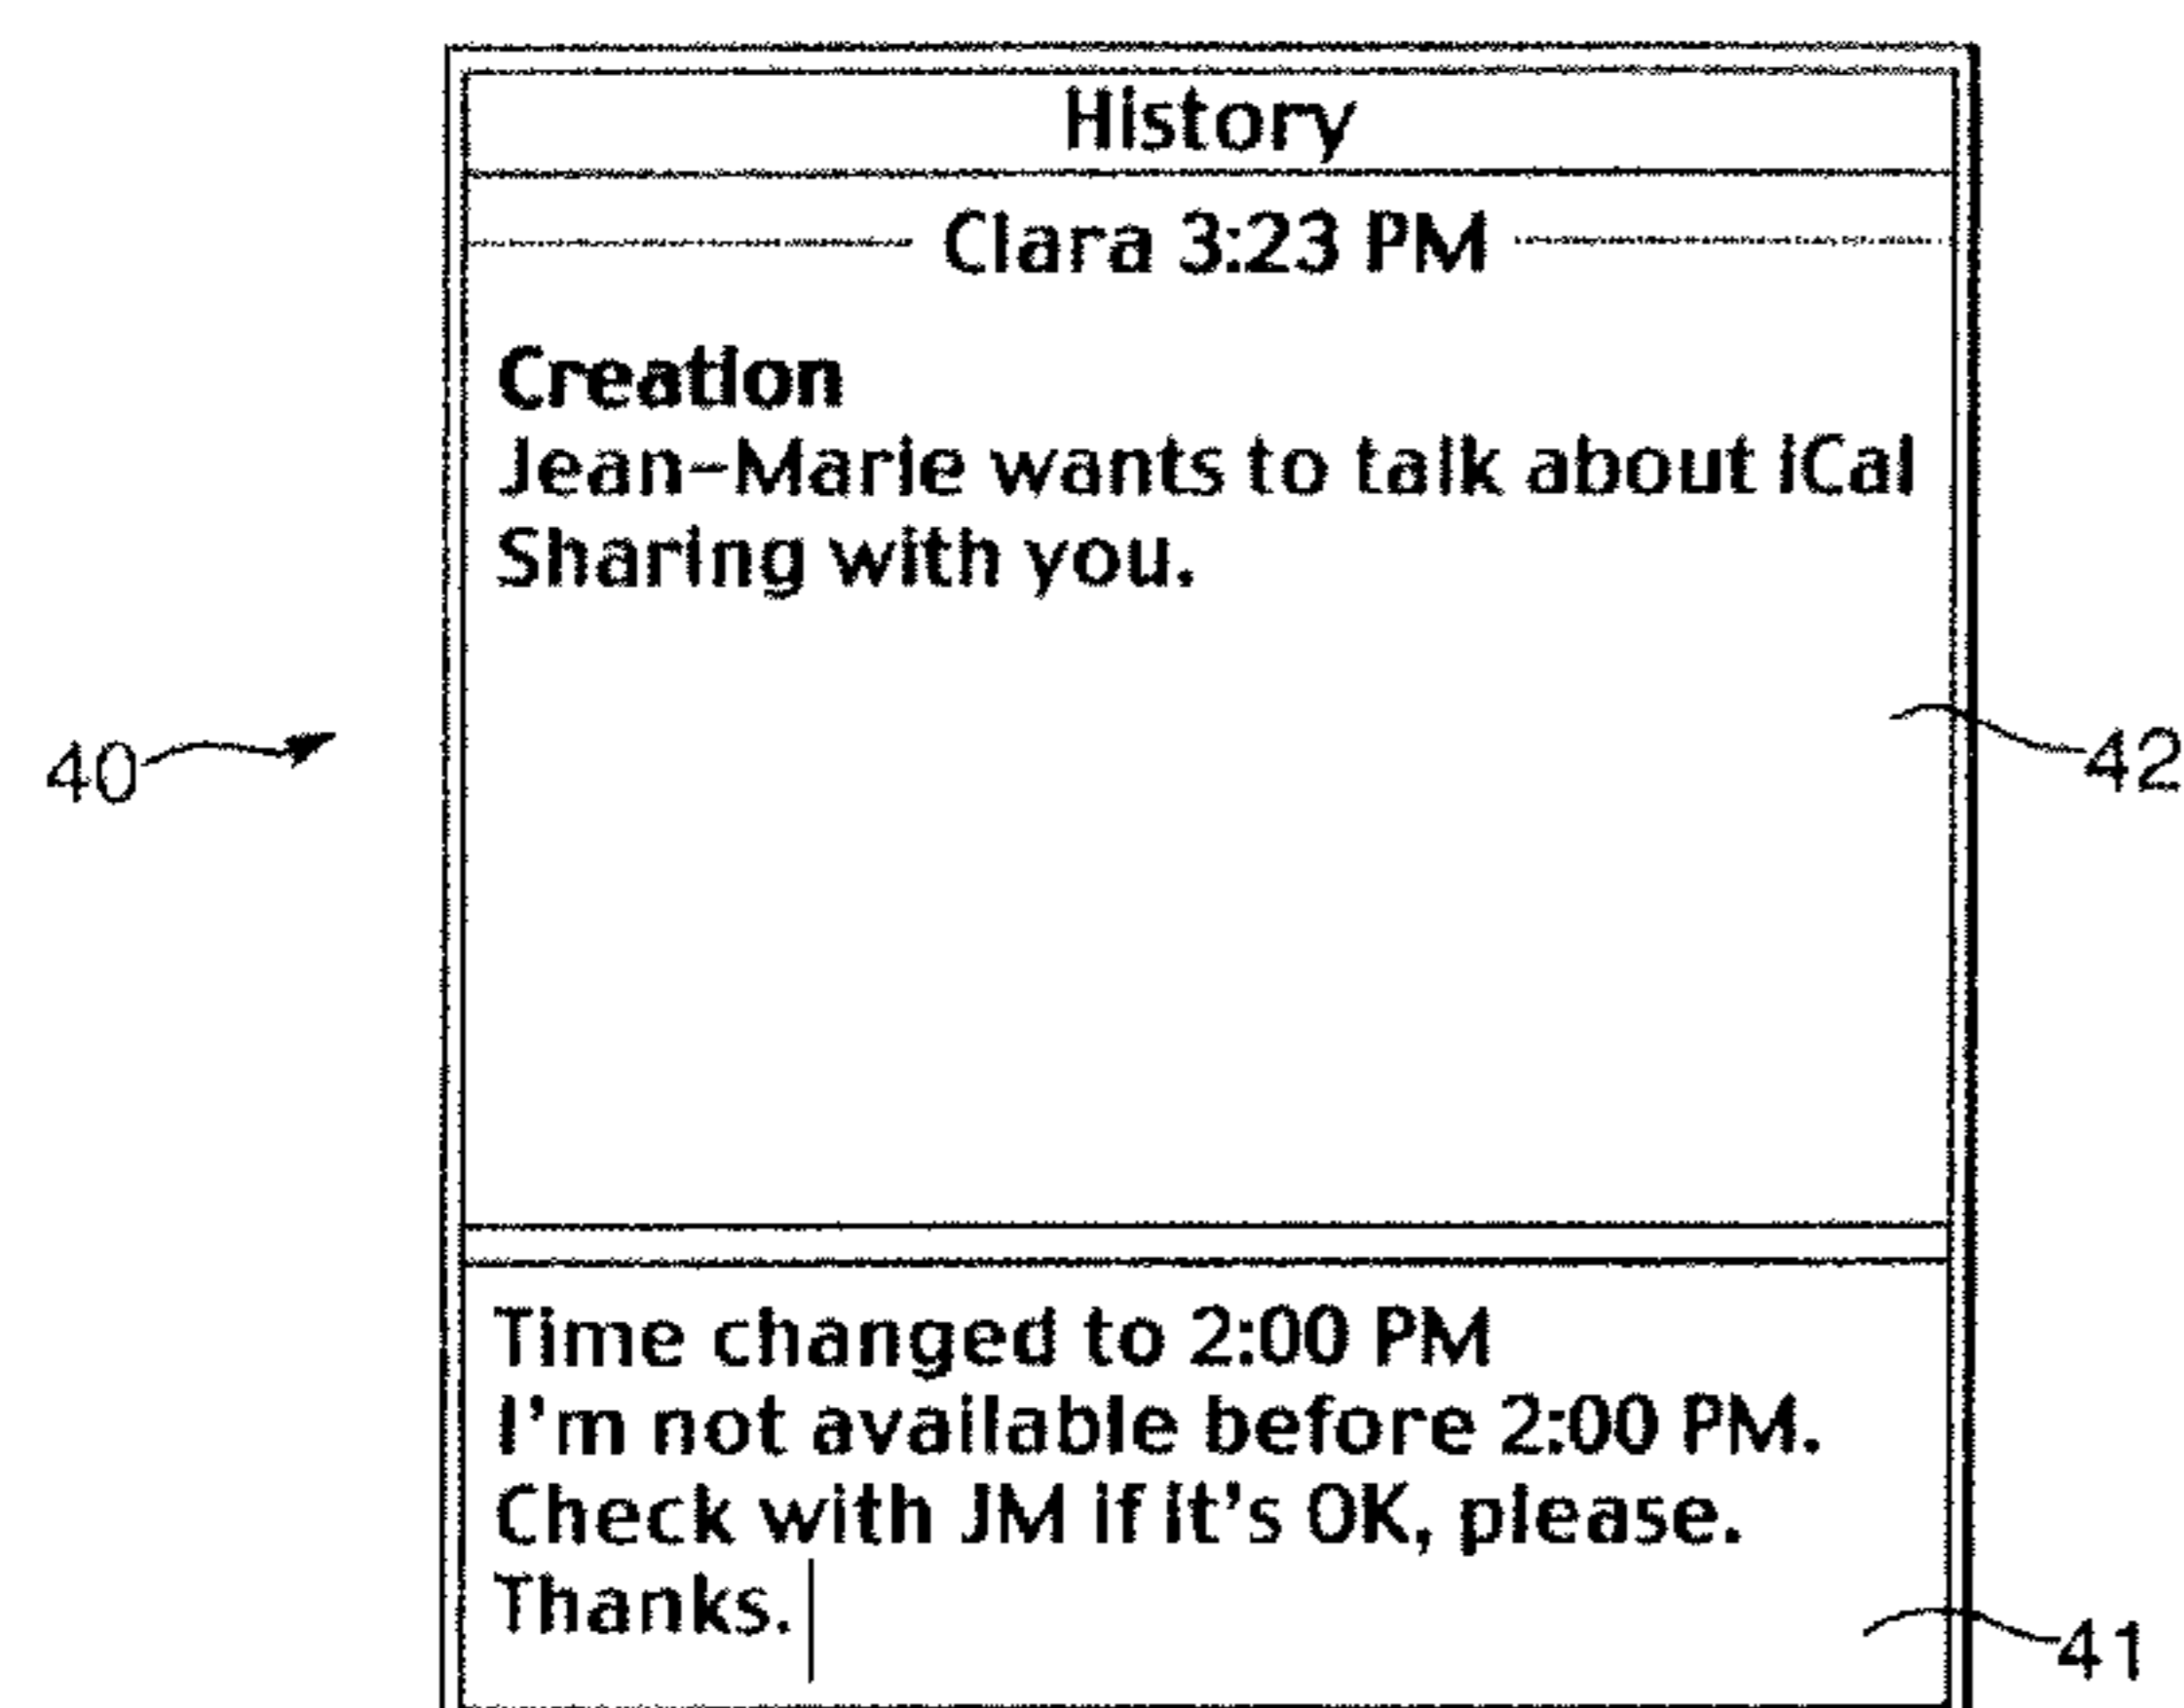 History
Clara 3:23 PM
Creation
Jean-Marie wants to talk about iCal
Sharing with you.
40
42
Time changed to 2:00 PM
I'm not available before 2:00 PM.
Check with JM if it's OK, please.
Thanks.
41